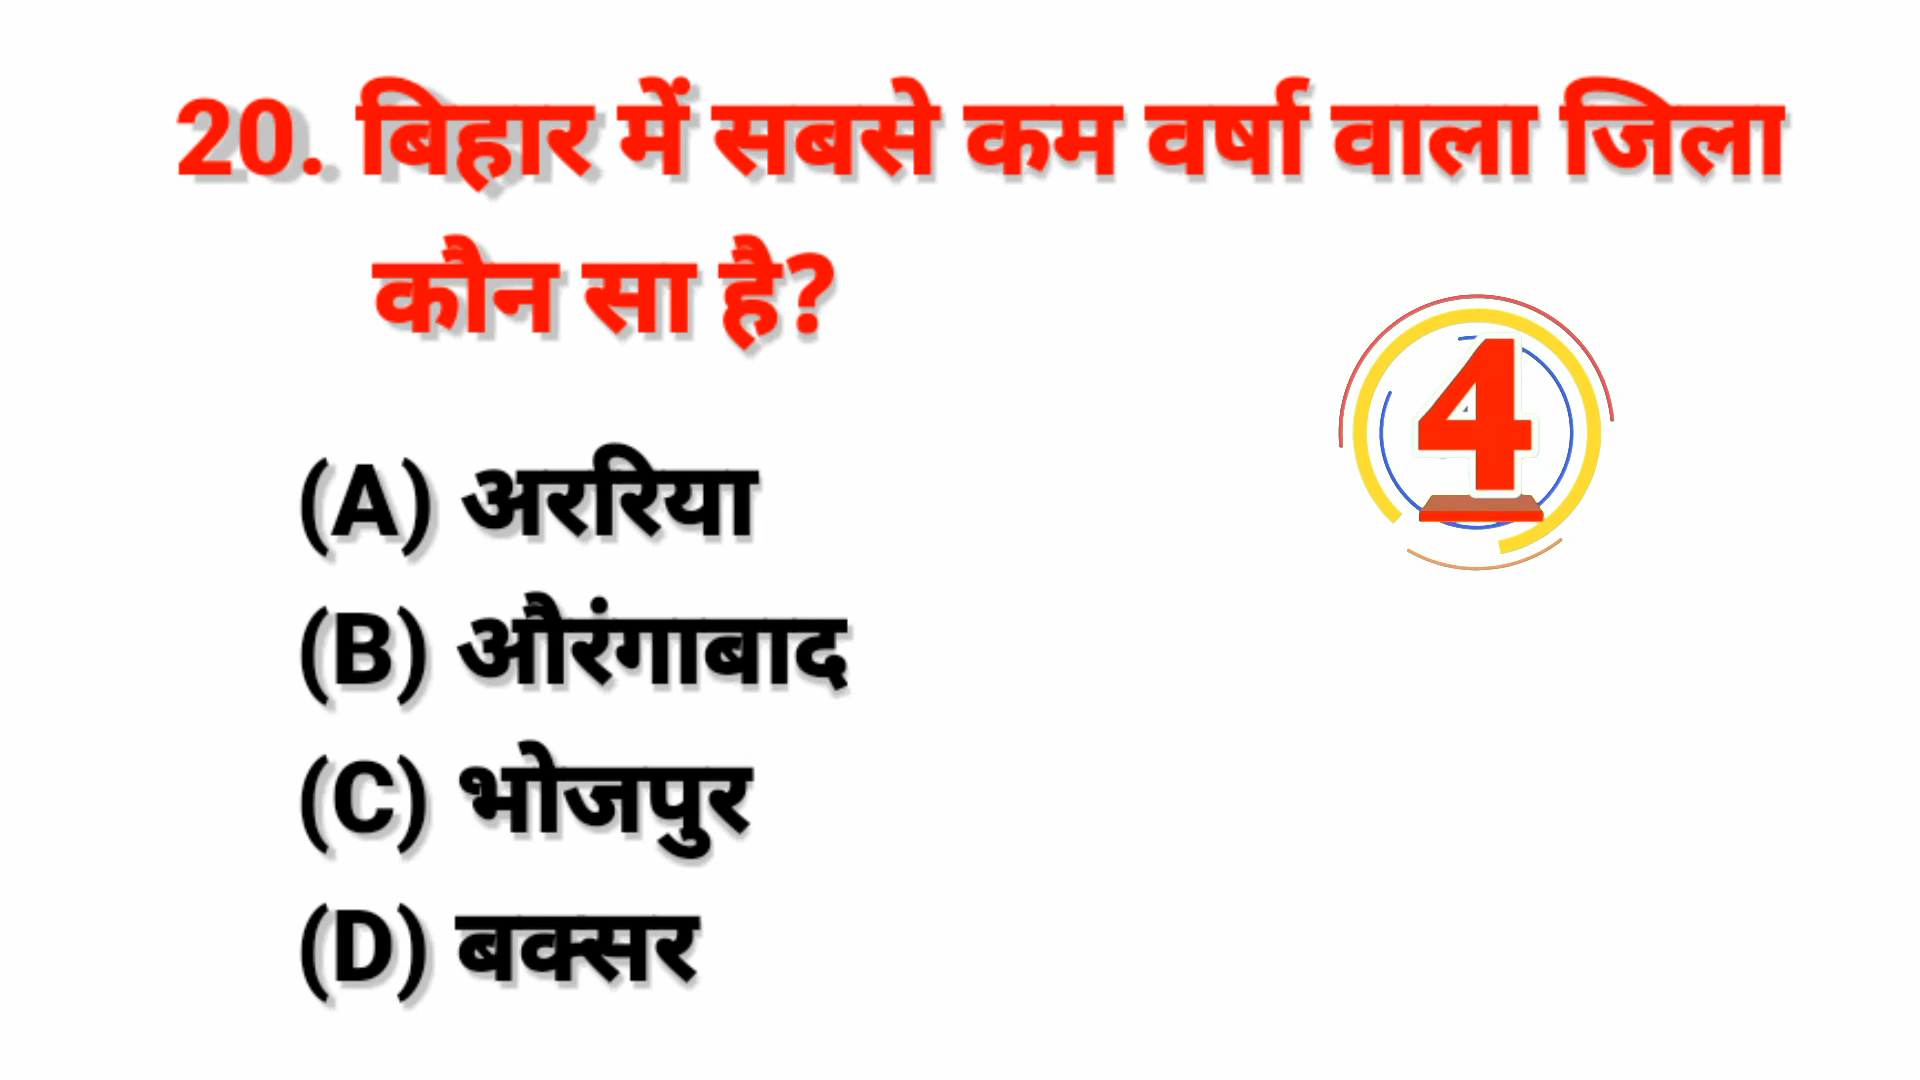 20. बिहार में सबसे कम वर्षा वाला जिला
कौन सा है?
4
(A) अररिया
(B) औरंगाबाद
(C) भोजपुर
(D) बक्सर